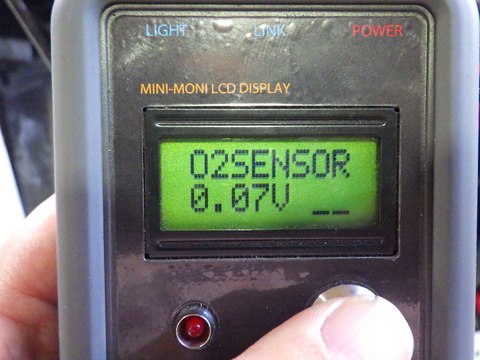 LIGHT LINK POWER
MINI-MONI LCD DISPLAY
O2SENSOR
0.07V __